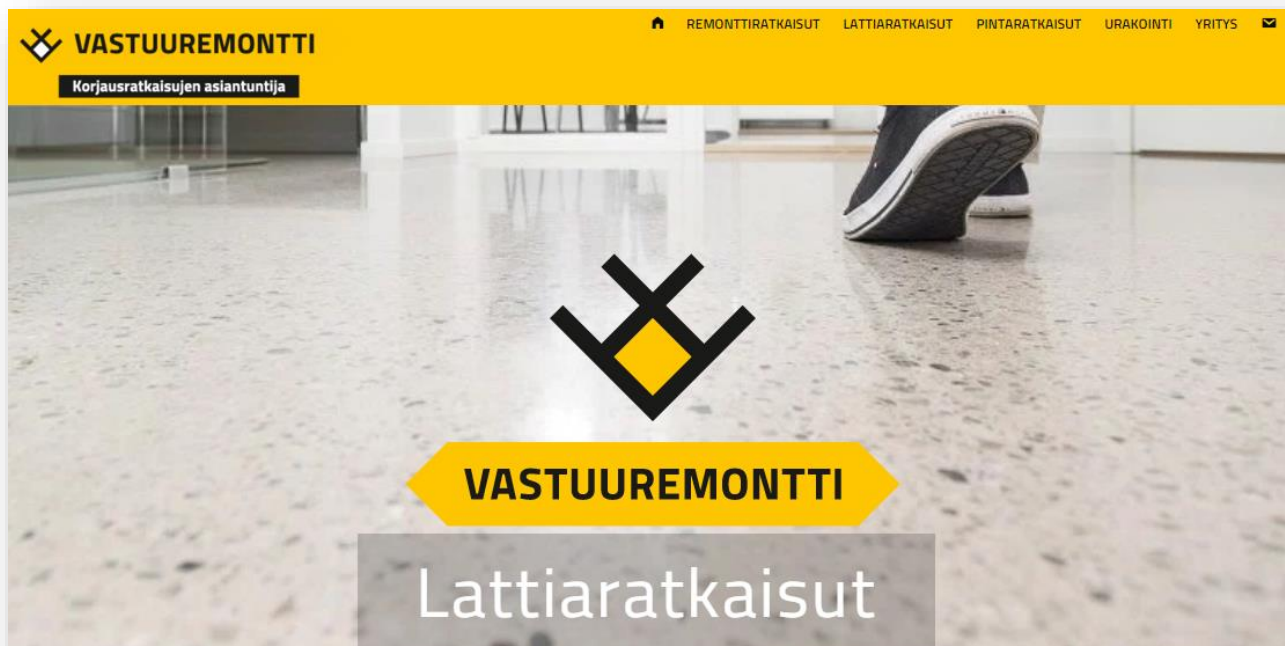 VASTUUREMONTTI
Korjausratkaisujen asiantuntija
REMONTTIRATKAISUT LATTIARATKAISUT PINTARATKAISUT URAKOINTI YRITYS
VASTUUREMONTTI
Lattiaratkaisut